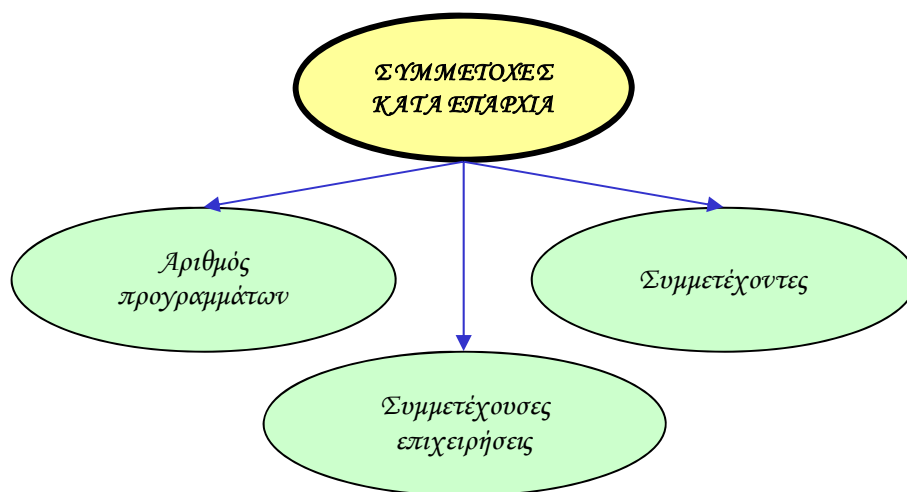 ΣΥΜΜΕΤΟΧΕΣ
ΚΑΤΑ ΕΠΑΡΧΙΑ
Αριθμός
προγραμμάτων
Συμμετέχοντες
Συμμετέχουσες
επιχειρήσεις